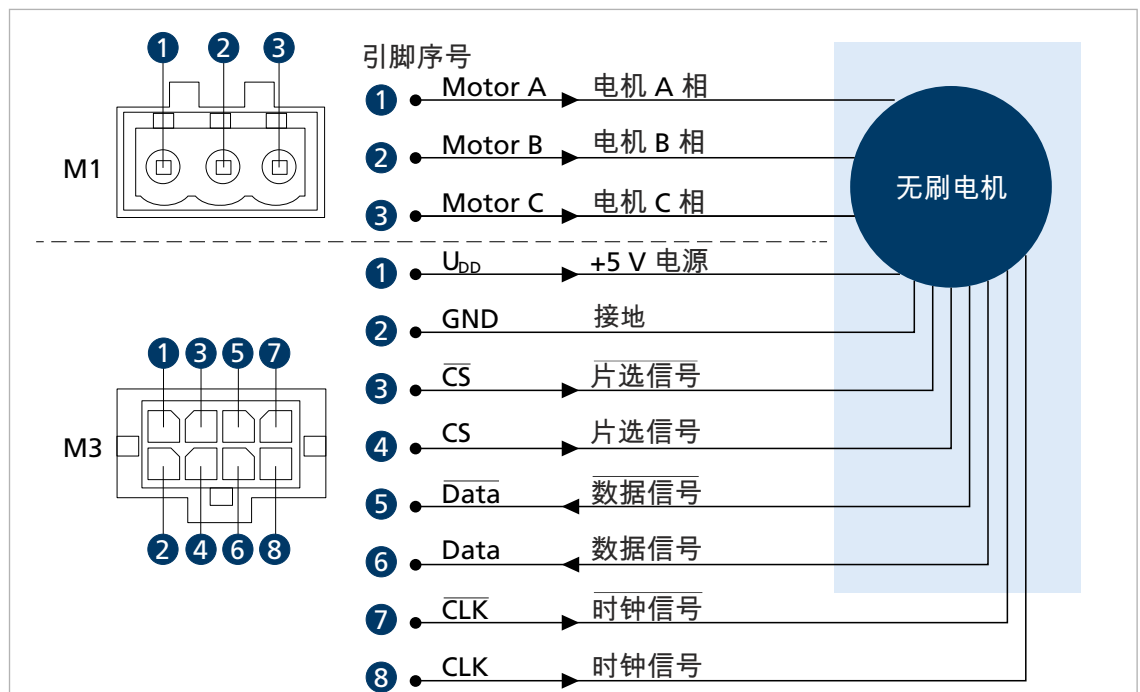 1 2 3
M1
引脚序号
1 Motor A 电机 A 相
2 Motor B 电机 B 相
3 Motor C 电机 C 相
无刷电机
1 U_DD +5 V 电源
2 GND 接地
3 C̅S̅ 片̅选̅信̅号̅
4 CS 片选信号
5 D̅a̅t̅a̅ 数̅据̅信̅号̅
6 Data 数据信号
7 C̅L̅K̅ 时̅钟̅信̅号̅
8 CLK 时钟信号
1 3 5 7
M3
2 4 6 8